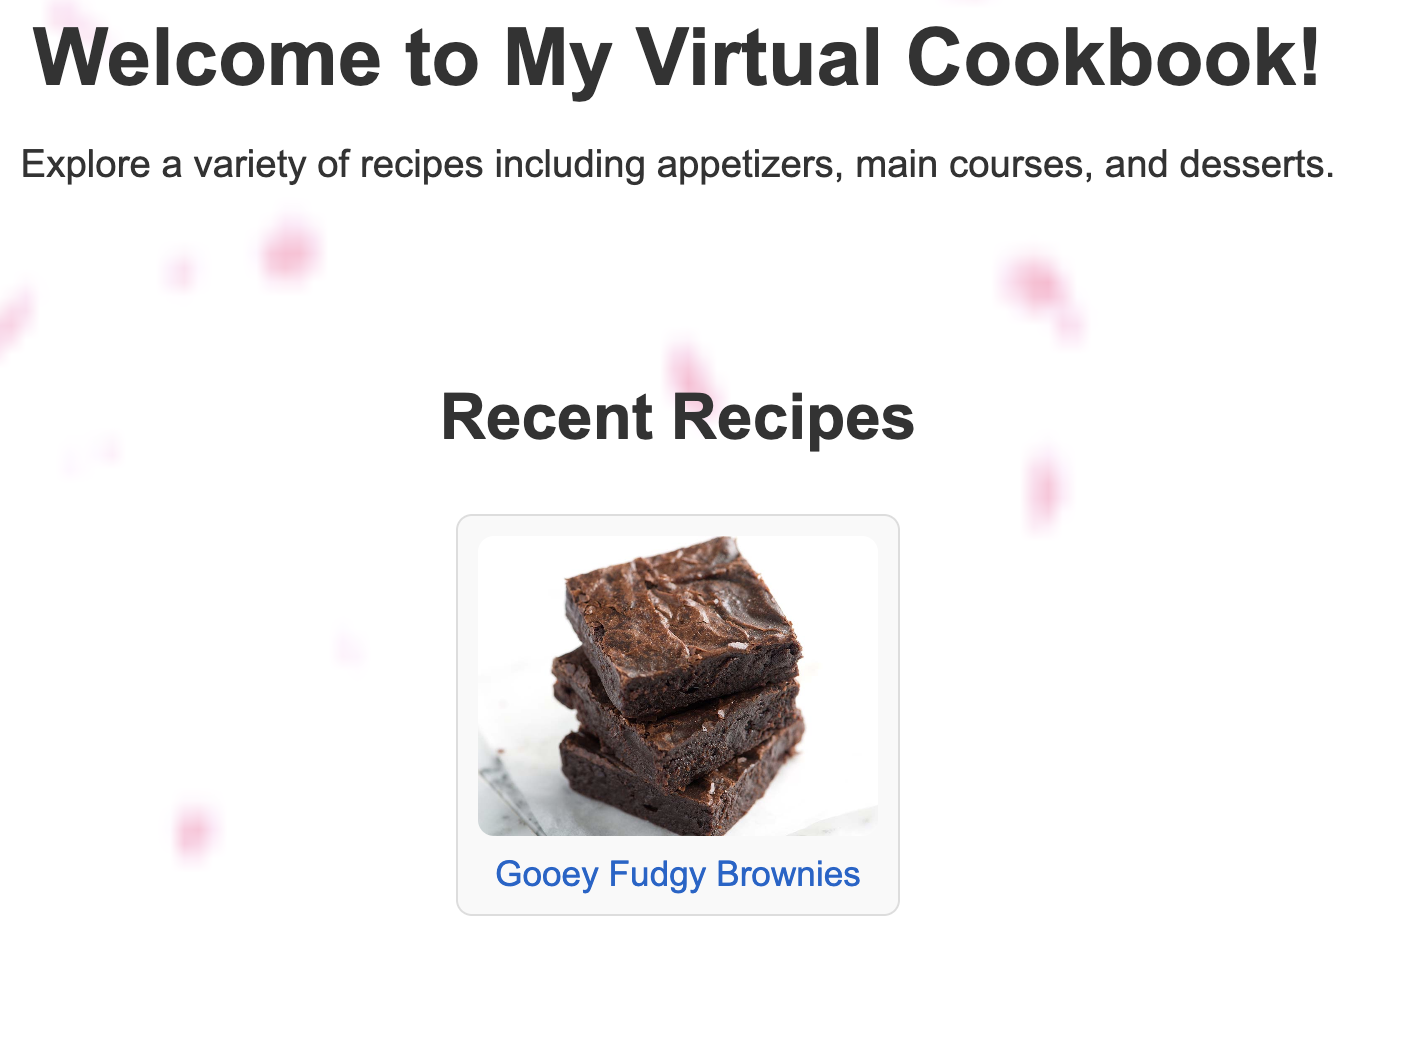 Welcome to My Virtual Cookbook!
Explore a variety of recipes including appetizers, main courses, and desserts.
Recent Recipes
Gooey Fudgy Brownies